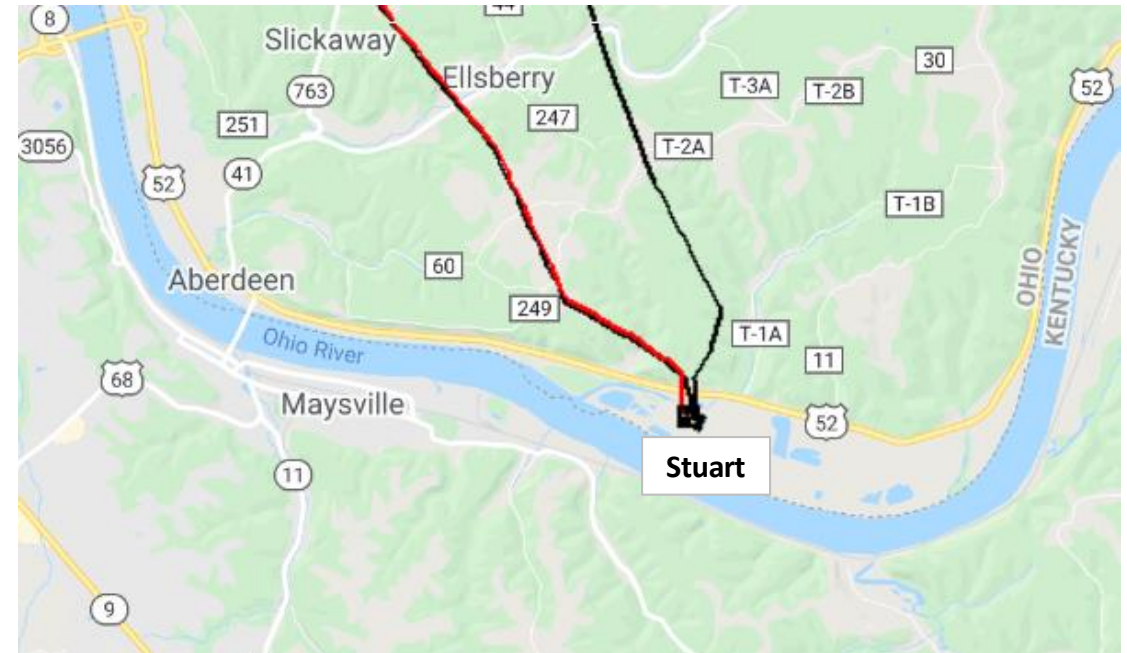 8
44
Slickaway
30
Ellsberry
52
763
T-3A
T-2B
247
251
3056
T-2A
41
52
T-1B
60
Aberdeen
OHIO
KENTUCKY
249
T-1A
Ohio River
11
68
Maysville
52
Stuart
11
9